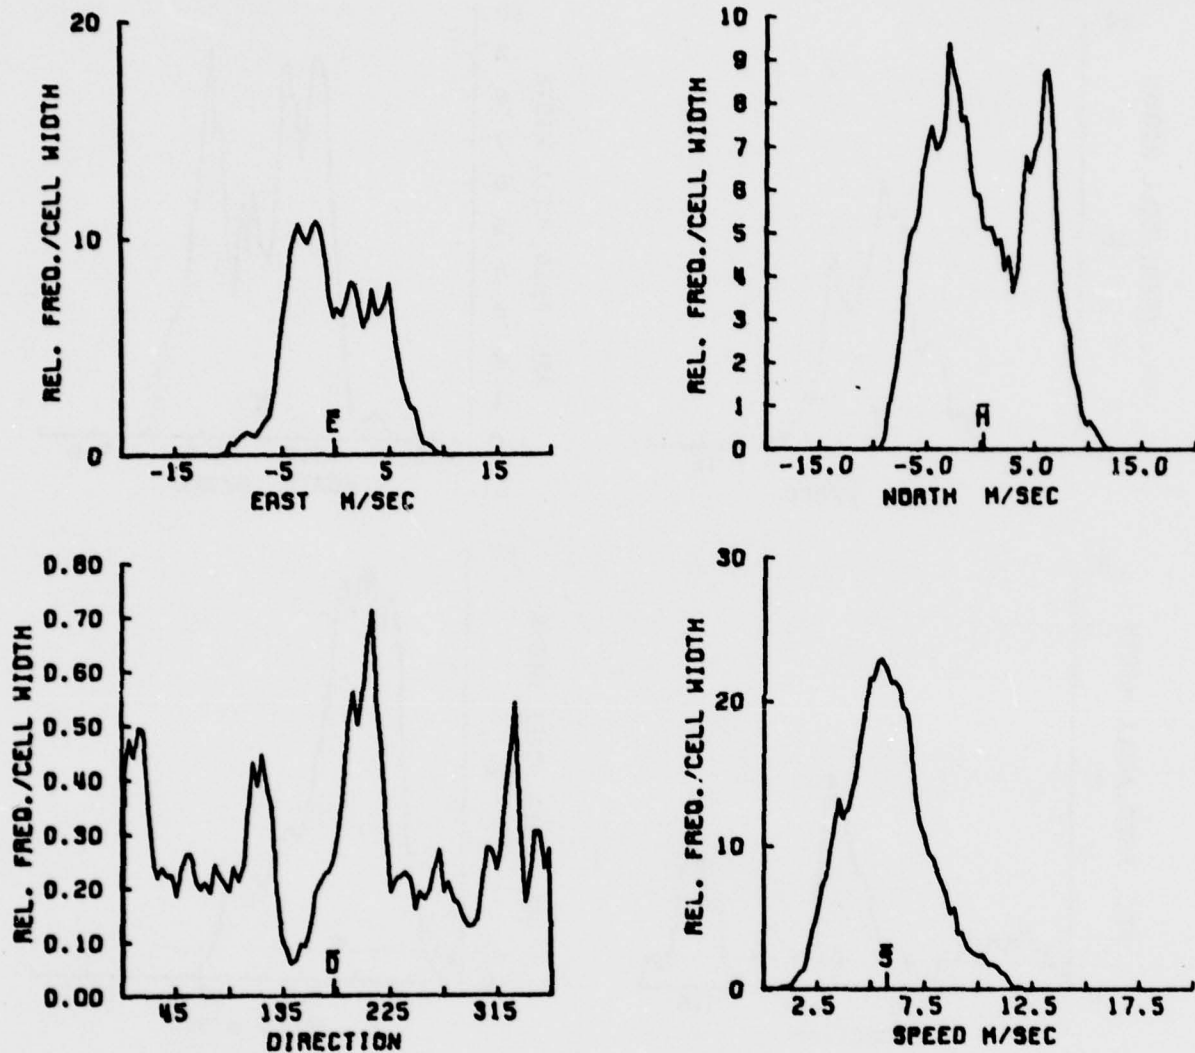 20
10
0
REL. FREQ./CELL WIDTH
E̅
-15 -5 5 15
EAST M/SEC
10
9
8
7
6
5
4
3
2
1
0
REL. FREQ./CELL WIDTH
N̅
-15.0 -5.0 5.0 15.0
NORTH M/SEC
0.80
0.70
0.60
0.50
0.40
0.30
0.20
0.10
0.00
REL. FREQ./CELL WIDTH
D̅
45 135 225 315
DIRECTION
30
20
10
0
REL. FREQ./CELL WIDTH
S̅
2.5 7.5 12.5 17.5
SPEED M/SEC